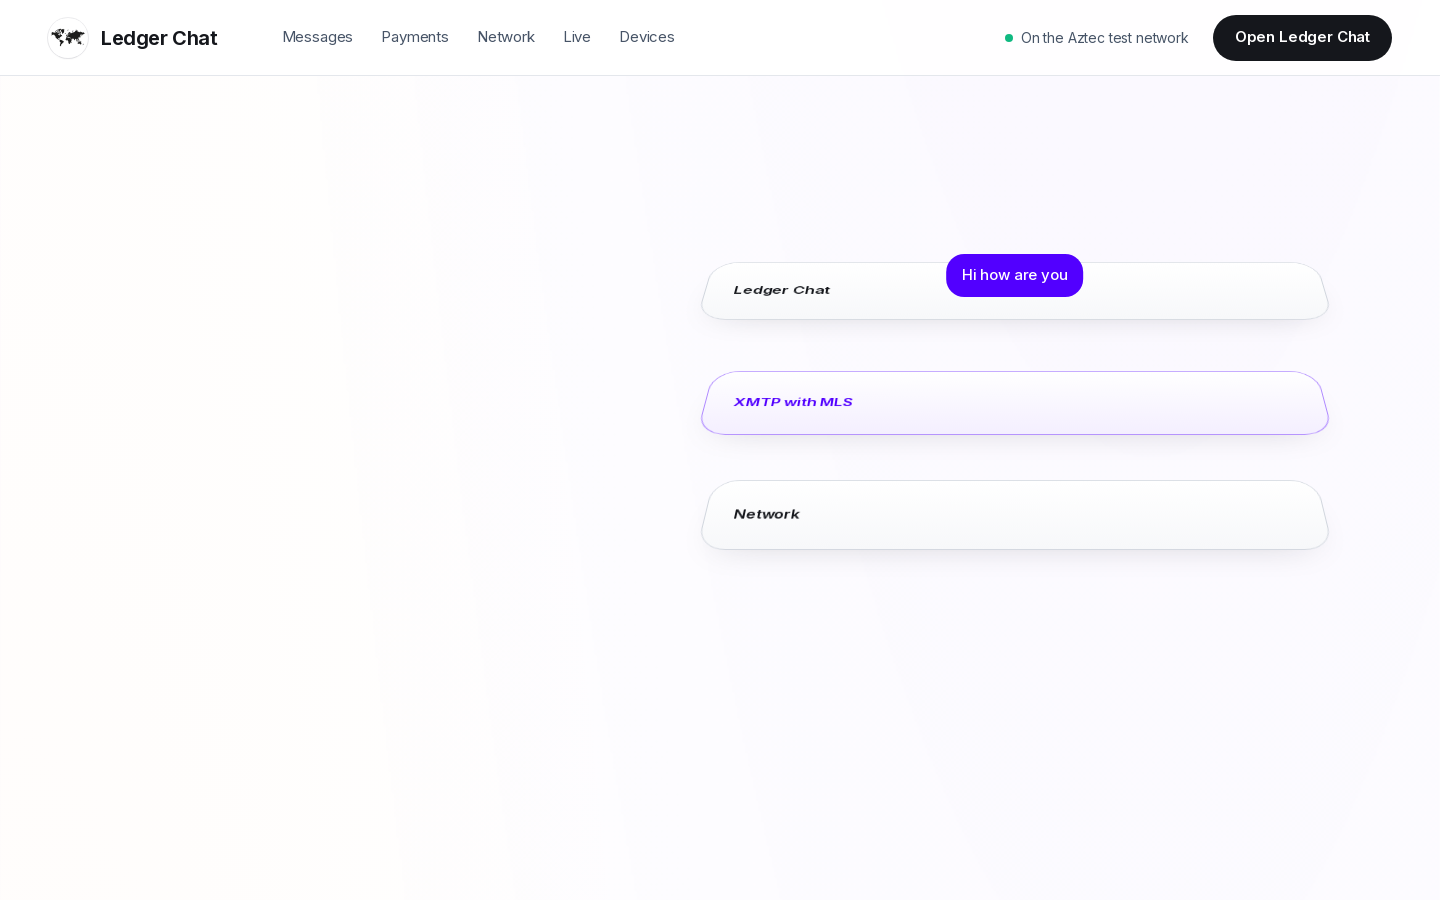 Ledger Chat
Messages
Payments
Network
Live
Devices
On the Aztec test network
Open Ledger Chat
Hi how are you
Ledger Chat
XMTP with MLS
Network